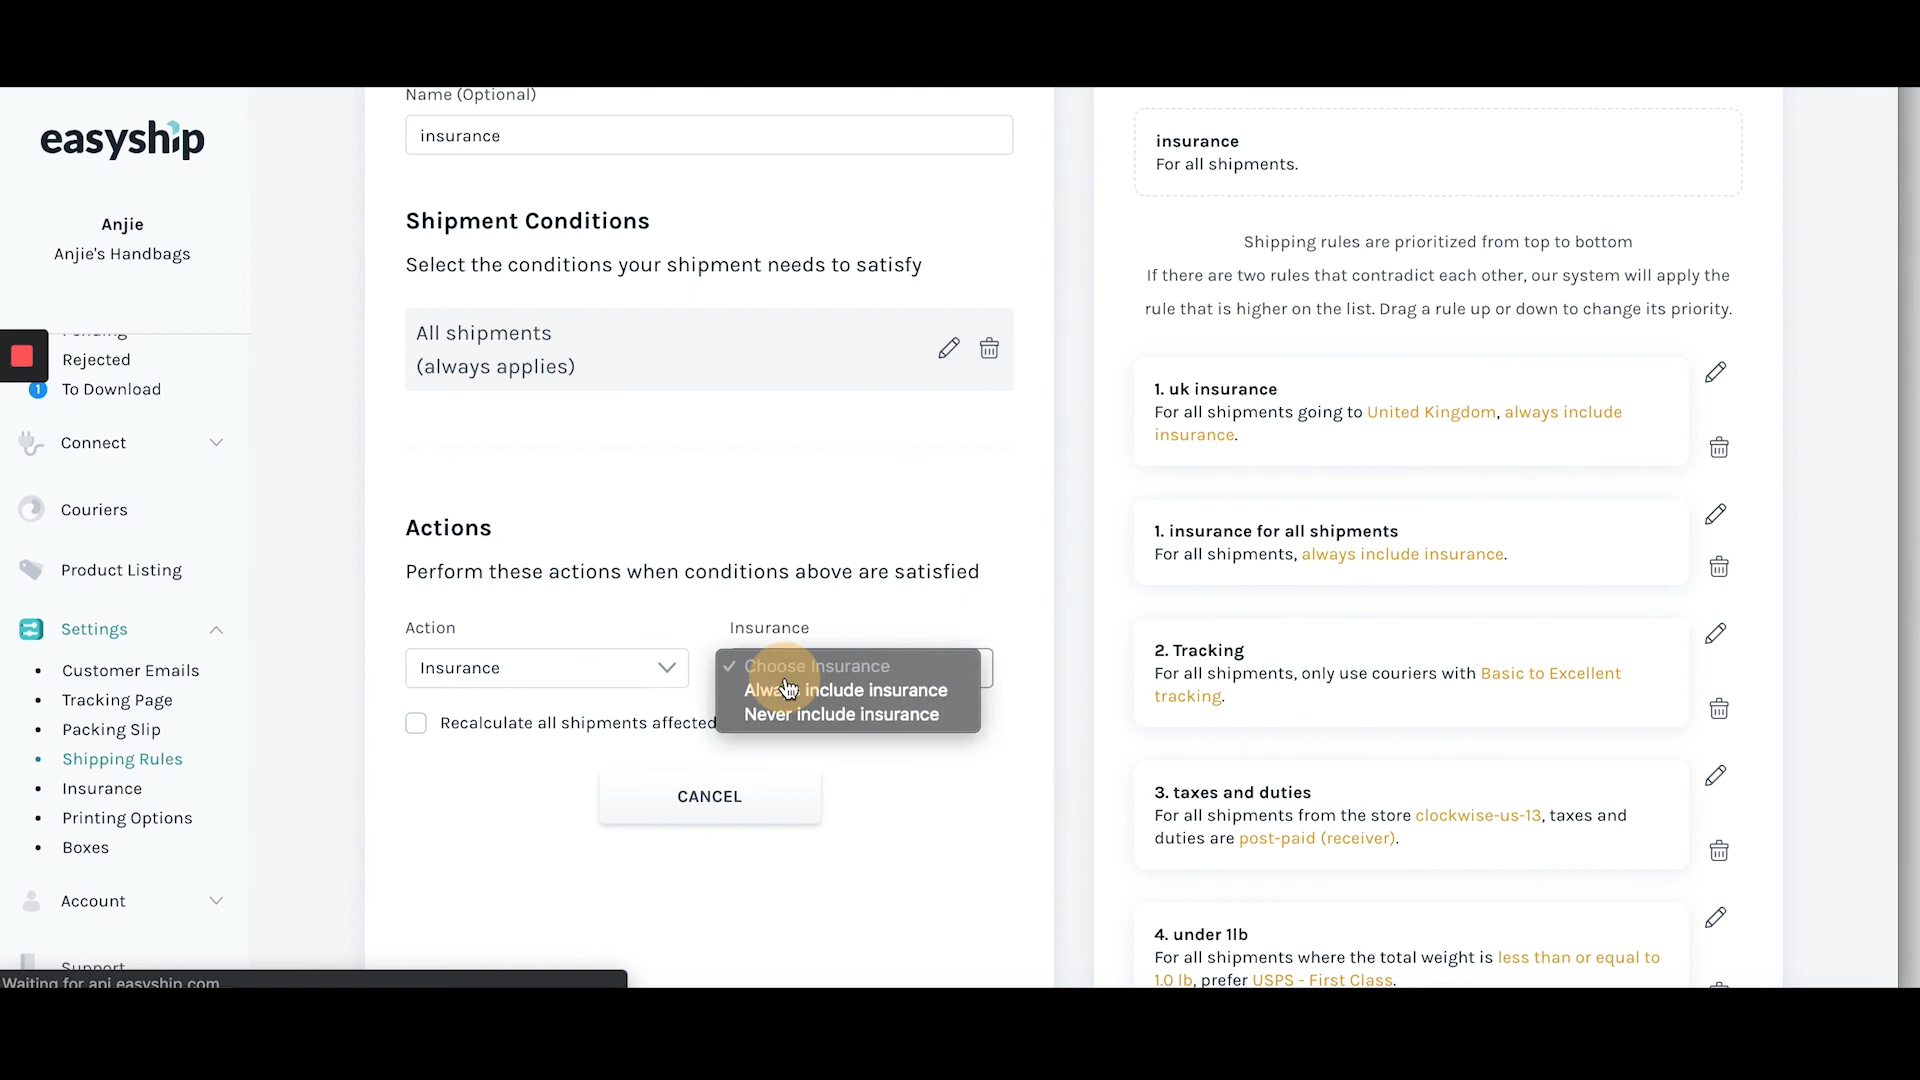 easyship
Anjie
Anjie's Handbags
Pending
Rejected
1 To Download
Connect
Couriers
Product Listing
Settings
Customer Emails
Tracking Page
Packing Slip
Shipping Rules
Insurance
Printing Options
Boxes
Account
Support
Waiting for api.easyship.com...
Name (Optional)
insurance
Shipment Conditions
Select the conditions your shipment needs to satisfy
All shipments
(always applies)
Actions
Perform these actions when conditions above are satisfied
Action
Insurance
Insurance
Choose Insurance
Always include insurance
Never include insurance
Recalculate all shipments affected
CANCEL
insurance
For all shipments.
Shipping rules are prioritized from top to bottom
If there are two rules that contradict each other, our system will apply the
rule that is higher on the list. Drag a rule up or down to change its priority.
1. uk insurance
For all shipments going to United Kingdom, always include
insurance.
1. insurance for all shipments
For all shipments, always include insurance.
2. Tracking
For all shipments, only use couriers with Basic to Excellent
tracking.
3. taxes and duties
For all shipments from the store clockwise-us-13, taxes and
duties are post-paid (receiver).
4. under 1lb
For all shipments where the total weight is less than or equal to
1.0 lb, prefer USPS - First Class.